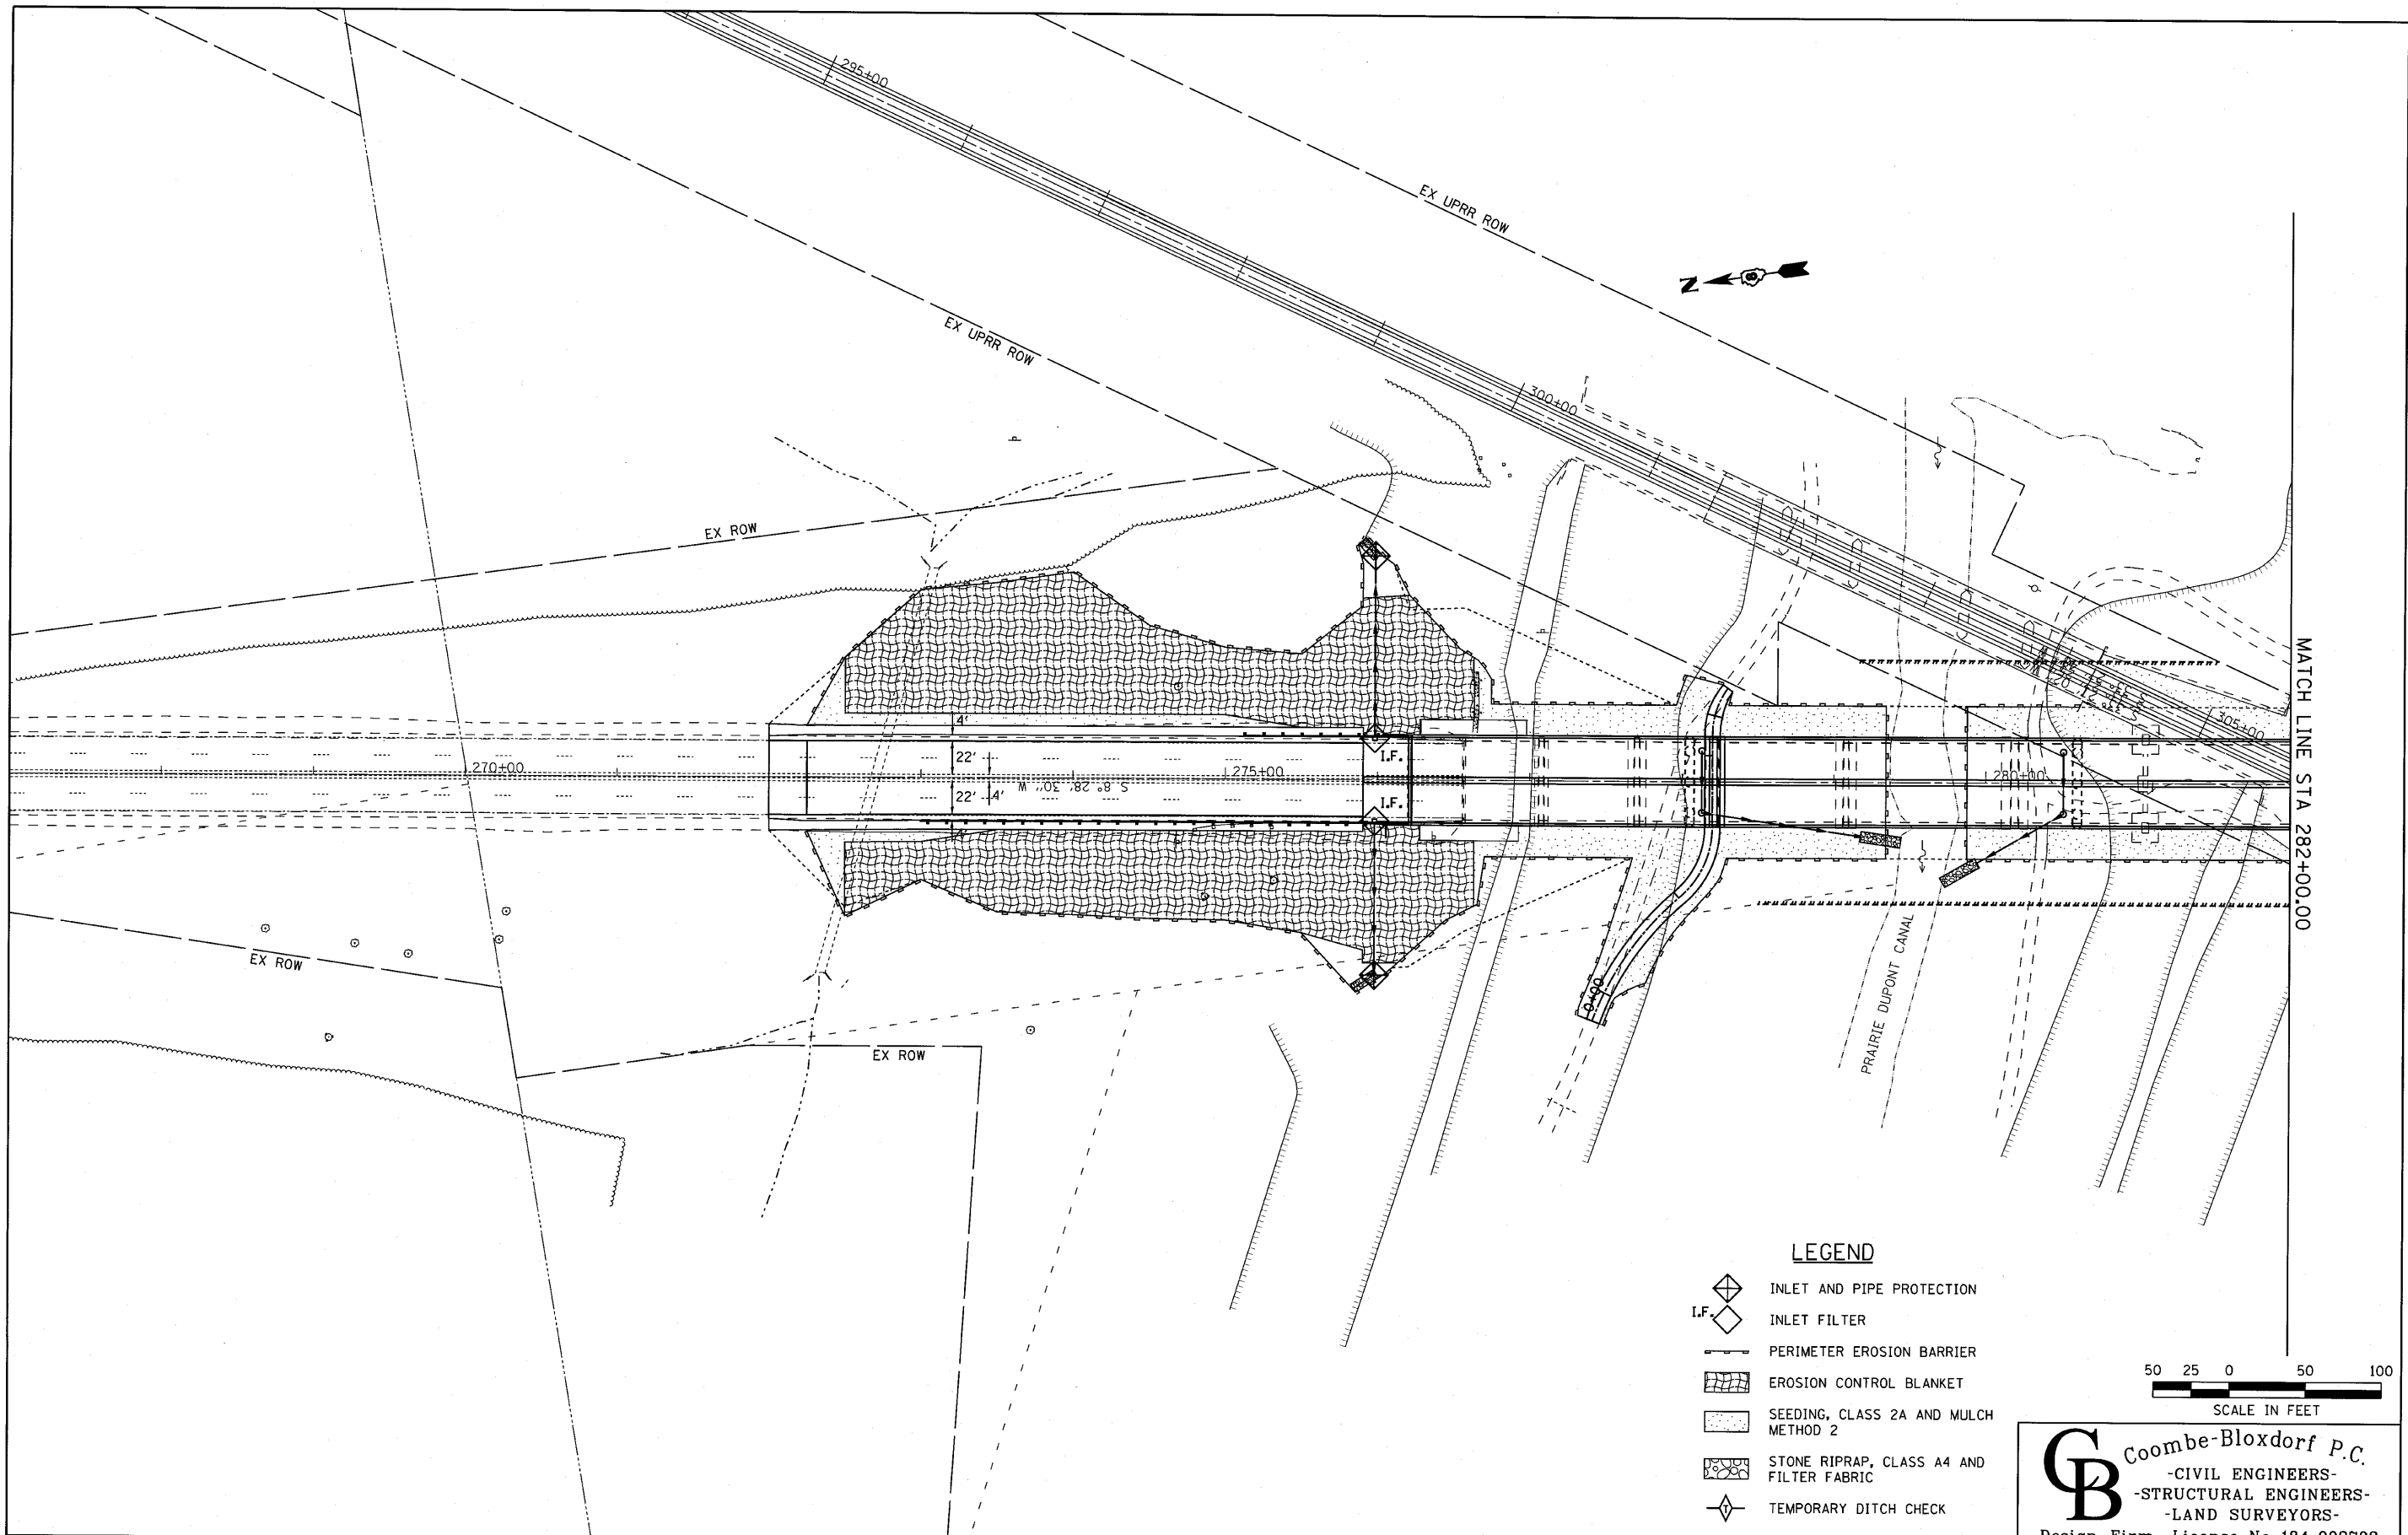 295+00
EX UPRR ROW
N
EX UPRR ROW
300+00
EX ROW
MATCH LINE STA 282+00.00
305+00
4'
22'
I.F.
270+00
275+00
280+00
S 8° 28' 30" W
22'
4'
I.F.
4'
EX ROW
0+00
PRAIRIE DUPONT CANAL
EX ROW
LEGEND
INLET AND PIPE PROTECTION
I.F.
INLET FILTER
PERIMETER EROSION BARRIER
EROSION CONTROL BLANKET
SEEDING, CLASS 2A AND MULCH
METHOD 2
STONE RIPRAP, CLASS A4 AND
FILTER FABRIC
T
TEMPORARY DITCH CHECK
50 25 0 50 100
SCALE IN FEET
CB
Coombe-Bloxdorf P.C.
-CIVIL ENGINEERS-
-STRUCTURAL ENGINEERS-
-LAND SURVEYORS-